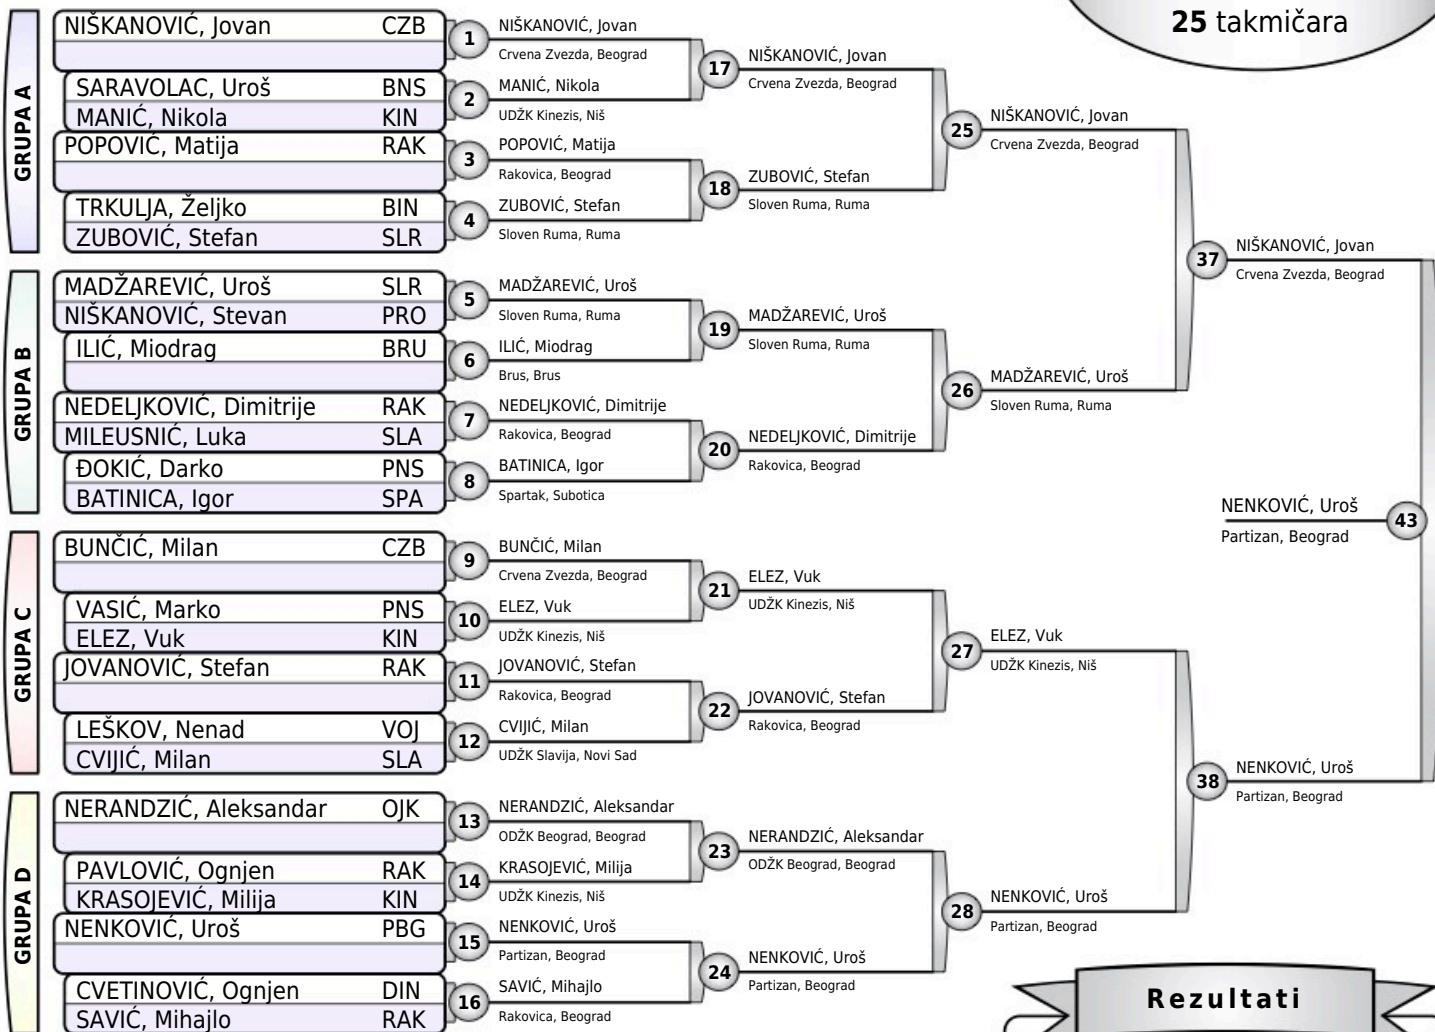 25 takmičara
GRUPA A
NIŠKANOVIĆ, Jovan CZB
SARAVOLAC, Uroš BNS
MANIĆ, Nikola KIN
POPOVIĆ, Matija RAK
TRKULJA, Željko BIN
ZUBOVIĆ, Stefan SLR
GRUPA B
MADŽAREVIĆ, Uroš SLR
NIŠKANOVIĆ, Stevan PRO
ILIĆ, Miodrag BRU
NEDELJKOVIĆ, Dimitrije RAK
MILEUSNIĆ, Luka SLA
ĐOKIĆ, Darko PNS
BATINICA, Igor SPA
GRUPA C
BUNČIĆ, Milan CZB
VASIĆ, Marko PNS
ELEZ, Vuk KIN
JOVANOVIĆ, Stefan RAK
LEŠKOV, Nenad VOJ
CVIJIĆ, Milan SLA
GRUPA D
NERANDZIĆ, Aleksandar OJK
PAVLOVIĆ, Ognjen RAK
KRASOJEVIĆ, Milija KIN
NENKOVIĆ, Uroš PBG
CVETINOVIĆ, Ognjen DIN
SAVIĆ, Mihajlo RAK
1 NIŠKANOVIĆ, Jovan
Crvena Zvezda, Beograd
2 MANIĆ, Nikola
UDŽK Kinezis, Niš
3 POPOVIĆ, Matija
Rakovica, Beograd
4 ZUBOVIĆ, Stefan
Sloven Ruma, Ruma
5 MADŽAREVIĆ, Uroš
Sloven Ruma, Ruma
6 ILIĆ, Miodrag
Brus, Brus
7 NEDELJKOVIĆ, Dimitrije
Rakovica, Beograd
8 BATINICA, Igor
Spartak, Subotica
9 BUNČIĆ, Milan
Crvena Zvezda, Beograd
10 ELEZ, Vuk
UDŽK Kinezis, Niš
11 JOVANOVIĆ, Stefan
Rakovica, Beograd
12 CVIJIĆ, Milan
UDŽK Slavija, Novi Sad
13 NERANDZIĆ, Aleksandar
ODŽK Beograd, Beograd
14 KRASOJEVIĆ, Milija
UDŽK Kinezis, Niš
15 NENKOVIĆ, Uroš
Partizan, Beograd
16 SAVIĆ, Mihajlo
Rakovica, Beograd
17 NIŠKANOVIĆ, Jovan
Crvena Zvezda, Beograd
18 ZUBOVIĆ, Stefan
Sloven Ruma, Ruma
19 MADŽAREVIĆ, Uroš
Sloven Ruma, Ruma
20 NEDELJKOVIĆ, Dimitrije
Rakovica, Beograd
21 ELEZ, Vuk
UDŽK Kinezis, Niš
22 JOVANOVIĆ, Stefan
Rakovica, Beograd
23 NERANDZIĆ, Aleksandar
ODŽK Beograd, Beograd
24 NENKOVIĆ, Uroš
Partizan, Beograd
25 NIŠKANOVIĆ, Jovan
Crvena Zvezda, Beograd
26 MADŽAREVIĆ, Uroš
Sloven Ruma, Ruma
27 ELEZ, Vuk
UDŽK Kinezis, Niš
28 NENKOVIĆ, Uroš
Partizan, Beograd
37 NIŠKANOVIĆ, Jovan
Crvena Zvezda, Beograd
38 NENKOVIĆ, Uroš
Partizan, Beograd
NENKOVIĆ, Uroš 43
Partizan, Beograd
Rezultati